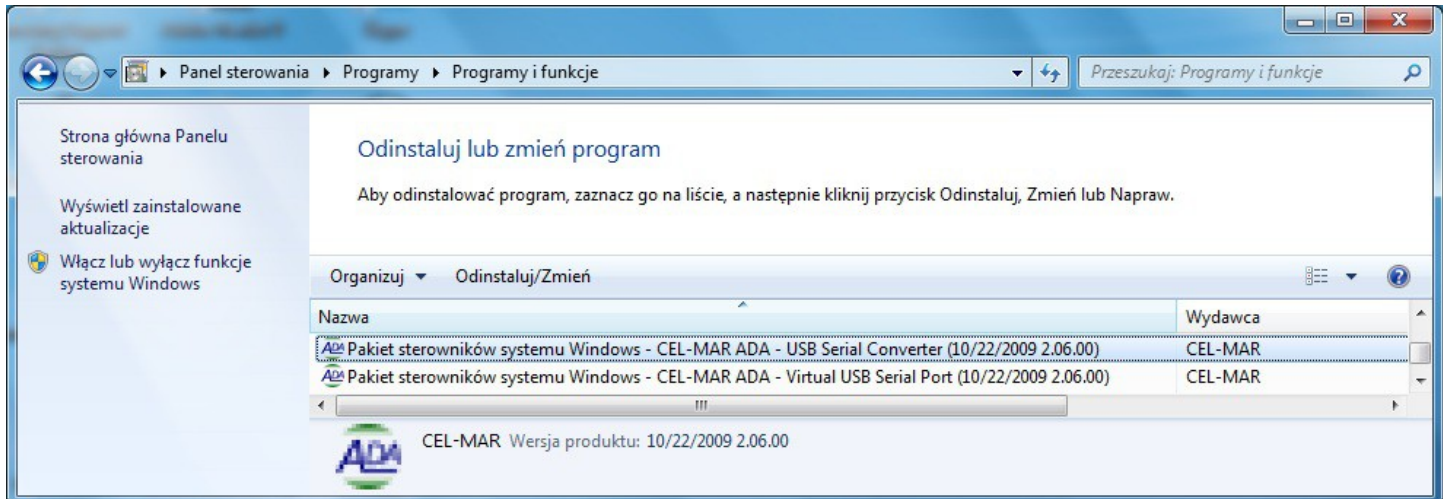 Panel sterowania ▸ Programy ▸ Programy i funkcje
Przeszukaj: Programy i funkcje
Strona główna Panelu
sterowania
Wyświetl zainstalowane
aktualizacje
Włącz lub wyłącz funkcje
systemu Windows
Odinstaluj lub zmień program
Aby odinstalować program, zaznacz go na liście, a następnie kliknij przycisk Odinstaluj, Zmień lub Napraw.
Organizuj Odinstaluj/Zmień
Nazwa Wydawca
ADA Pakiet sterowników systemu Windows - CEL-MAR ADA - USB Serial Converter (10/22/2009 2.06.00) CEL-MAR
ADA Pakiet sterowników systemu Windows - CEL-MAR ADA - Virtual USB Serial Port (10/22/2009 2.06.00) CEL-MAR
ADA CEL-MAR Wersja produktu: 10/22/2009 2.06.00